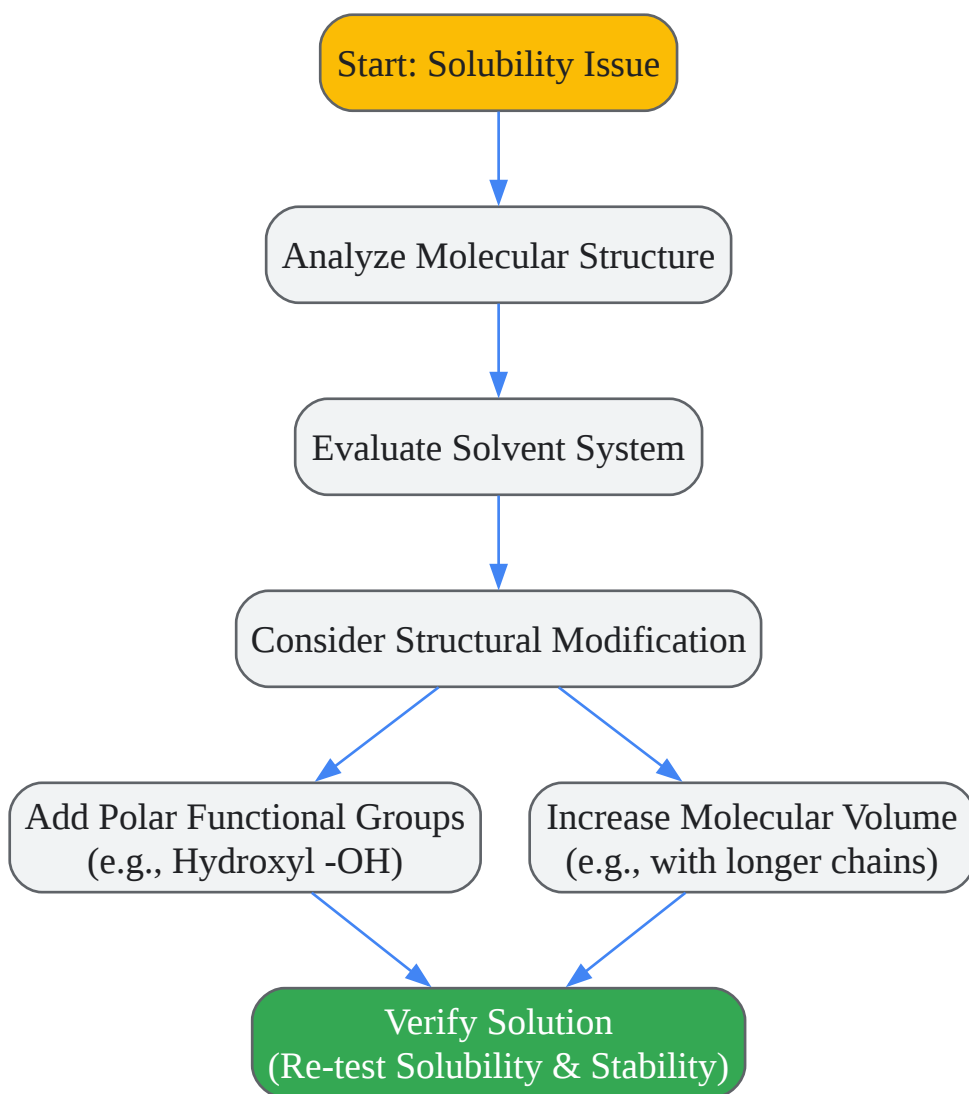 Start: Solubility Issue
Analyze Molecular Structure
Evaluate Solvent System
Consider Structural Modification
Add Polar Functional Groups
(e.g., Hydroxyl -OH)
Increase Molecular Volume
(e.g., with longer chains)
Verify Solution
(Re-test Solubility & Stability)